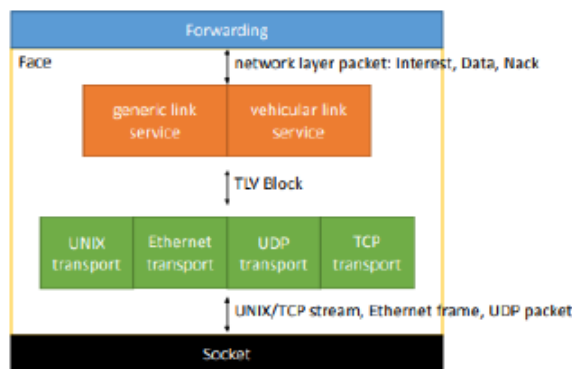 Forwarding
Face
network layer packet: Interest, Data, Nack
generic link
service
vehicular link
service
TLV Block
UNIX
transport
Ethernet
transport
UDP
transport
TCP
transport
UNIX/TCP stream, Ethernet frame, UDP packet
Socket